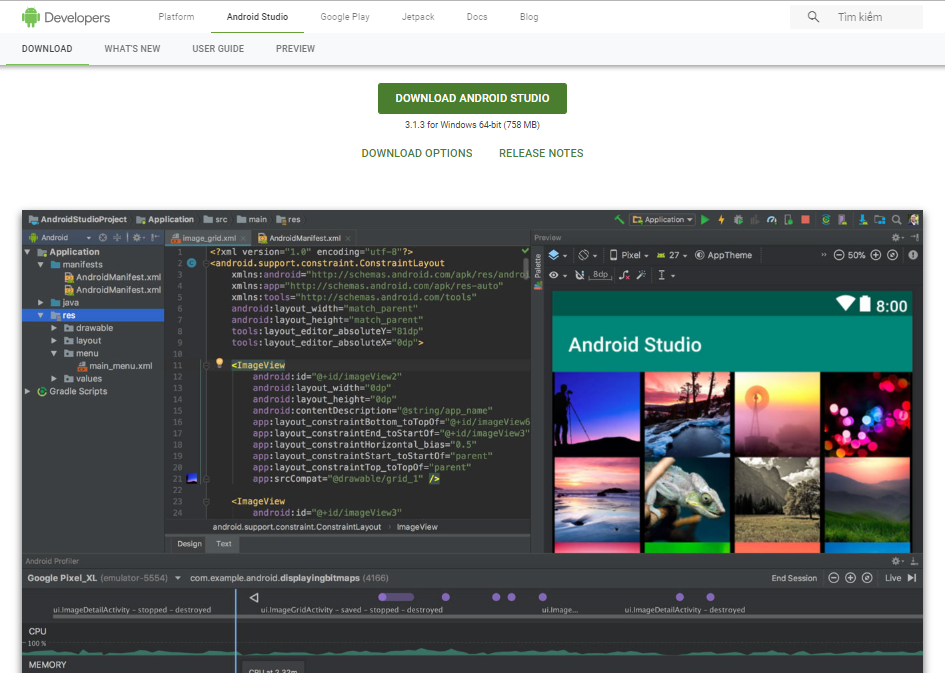 Developers
Platform
Android Studio
Google Play
Jetpack
Docs
Blog
Tìm kiếm
DOWNLOAD
WHAT'S NEW
USER GUIDE
PREVIEW
DOWNLOAD ANDROID STUDIO
3.1.3 for Windows 64-bit (758 MB)
DOWNLOAD OPTIONS
RELEASE NOTES
AndroidStudioProject
Application
src
main
res
Application
Android
image_grid.xml
AndroidManifest.xml
Preview
Application
manifests
AndroidManifest.xml
AndroidManifest.xml
java
res
drawable
layout
menu
main_menu.xml
values
Gradle Scripts
1 <?xml version="1.0" encoding="utf-8"?>
2 <android.support.constraint.ConstraintLayout
3 xmlns:android="http://schemas.android.com/apk/res/androi
4 xmlns:app="http://schemas.android.com/apk/res-auto"
5 xmlns:tools="http://schemas.android.com/tools"
6 android:layout_width="match_parent"
7 android:layout_height="match_parent"
8 tools:layout_editor_absoluteY="81dp"
9 tools:layout_editor_absoluteX="0dp">
10
11 <ImageView
12 android:id="@+id/imageView2"
13 android:layout_width="0dp"
14 android:layout_height="0dp"
15 android:contentDescription="@string/app_name"
16 app:layout_constraintBottom_toTopOf="@+id/imageView6
17 app:layout_constraintEnd_toStartOf="@+id/imageView3"
18 app:layout_constraintHorizontal_bias="0.5"
19 app:layout_constraintStart_toStartOf="parent"
20 app:layout_constraintTop_toTopOf="parent"
21 app:srcCompat="@drawable/grid_1" />
22
23 <ImageView
24 android:id="@+id/imageView3"
android.support.constraint.ConstraintLayout
ImageView
Design
Text
Palette
Pixel
27
AppTheme
50%
8dp
8:00
Android Studio
Android Profiler
Google Pixel_XL (emulator-5554)
com.example.android.displayingbitmaps (4166)
End Session
Live
ui.ImageDetailActivity - stopped - destroyed
ui.ImageGridActivity - saved - stopped - destroyed
ui.Image...
ui.ImageDetailActivity - destroyed
CPU
100 %
MEMORY
CPU at 2.32m